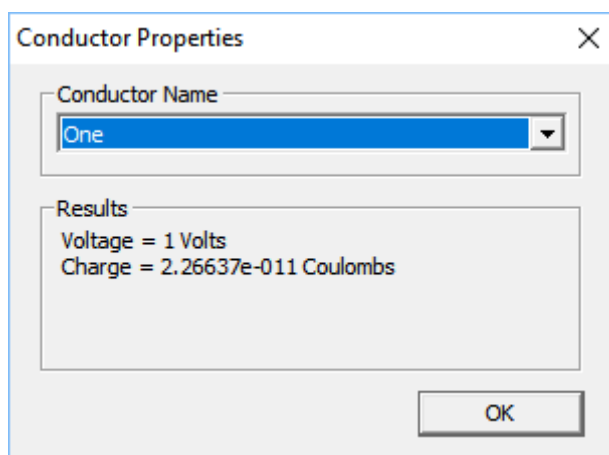 Conductor Properties
Conductor Name
One
Results
Voltage = 1 Volts
Charge = 2.26637e-011 Coulombs
OK